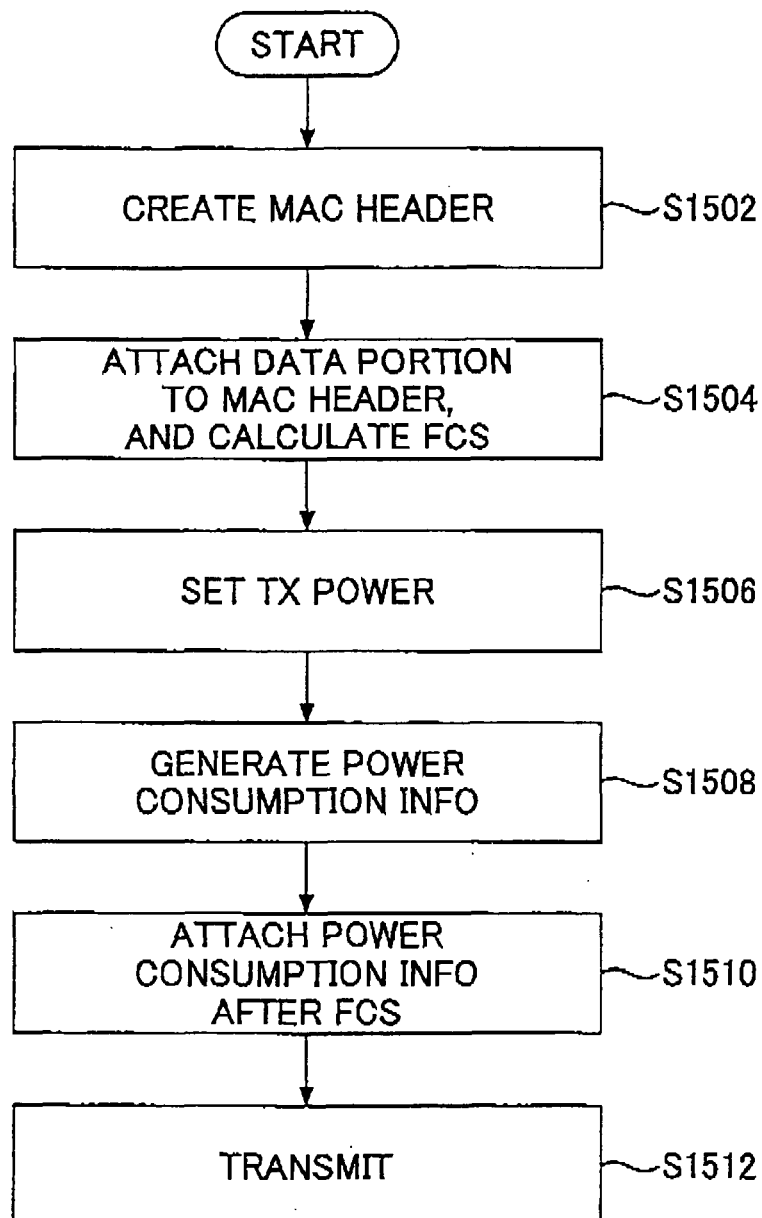 START
CREATE MAC HEADER
S1502
ATTACH DATA PORTION
TO MAC HEADER,
AND CALCULATE FCS
S1504
SET TX POWER
S1506
GENERATE POWER
CONSUMPTION INFO
S1508
ATTACH POWER
CONSUMPTION INFO
AFTER FCS
S1510
TRANSMIT
S1512